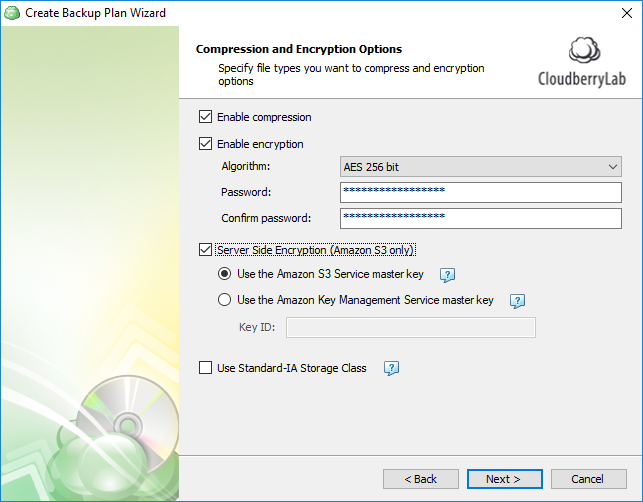 Create Backup Plan Wizard
Compression and Encryption Options
Specify file types you want to compress and encryption
options
CloudberryLab
Enable compression
Enable encryption
Algorithm:
AES 256 bit
Password:
*****************
Confirm password:
*****************
Server Side Encryption (Amazon S3 only)
Use the Amazon S3 Service master key
?
Use the Amazon Key Management Service master key
?
Key ID:
Use Standard-IA Storage Class
?
< Back
Next >
Cancel